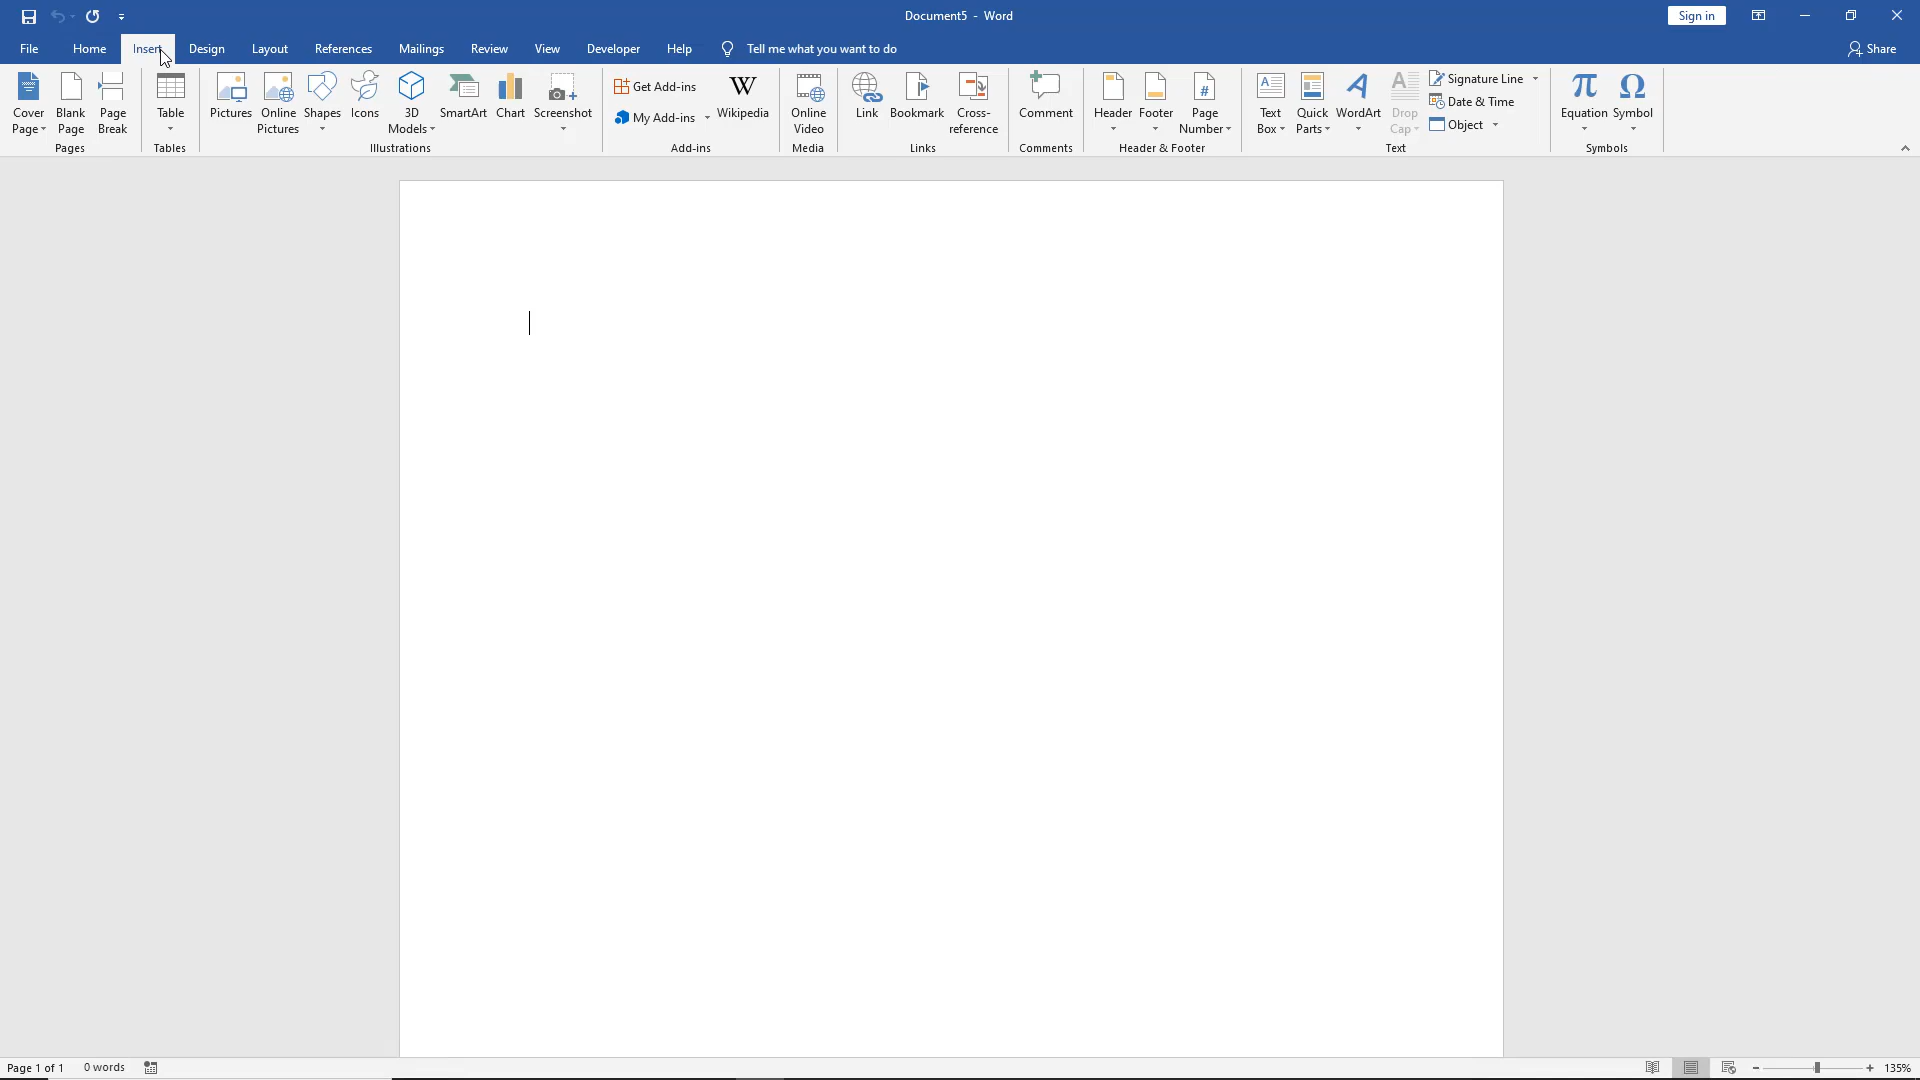 Document5 - Word
Sign in
File Home Insert Design Layout References Mailings Review View Developer Help Tell me what you want to do Share
Cover Page
Blank Page
Page Break
Pages
Table
Tables
Pictures
Online Pictures
Shapes
Icons
3D Models
SmartArt
Chart
Screenshot
Illustrations
Get Add-ins
My Add-ins
W
Wikipedia
Add-ins
Online Video
Media
Link
Bookmark
Cross-reference
Links
Comment
Comments
Header
Footer
#
Page Number
Header & Footer
A
Text Box
Quick Parts
A
WordArt
A
Drop Cap
Signature Line
Date & Time
Object
Text
π
Equation
Ω
Symbol
Symbols
Page 1 of 1 0 words 135%